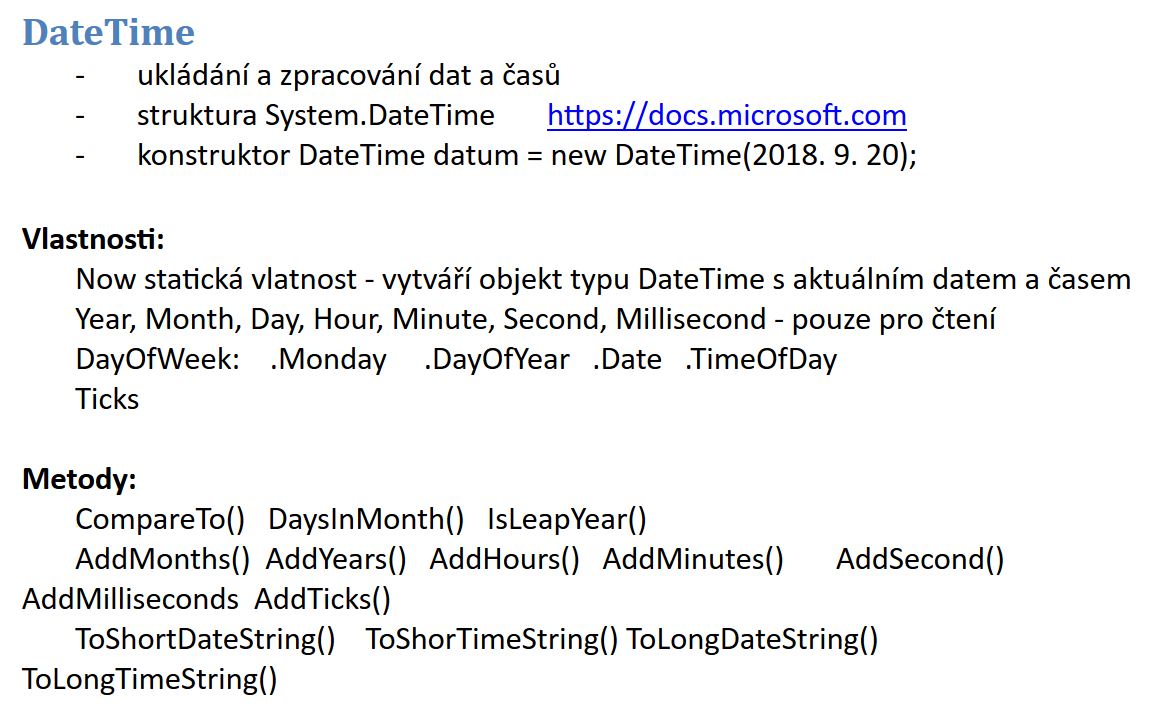 DateTime
- ukládání a zpracování dat a časů
- struktura System.DateTime https://docs.microsoft.com
- konstruktor DateTime datum = new DateTime(2018. 9. 20);
Vlastnosti:
Now statická vlatnost - vytváří objekt typu DateTime s aktuálním datem a časem
Year, Month, Day, Hour, Minute, Second, Millisecond - pouze pro čtení
DayOfWeek: .Monday .DayOfYear .Date .TimeOfDay
Ticks
Metody:
CompareTo() DaysInMonth() IsLeapYear()
AddMonths() AddYears() AddHours() AddMinutes() AddSecond()
AddMilliseconds AddTicks()
ToShortDateString() ToShorTimeString() ToLongDateString()
ToLongTimeString()